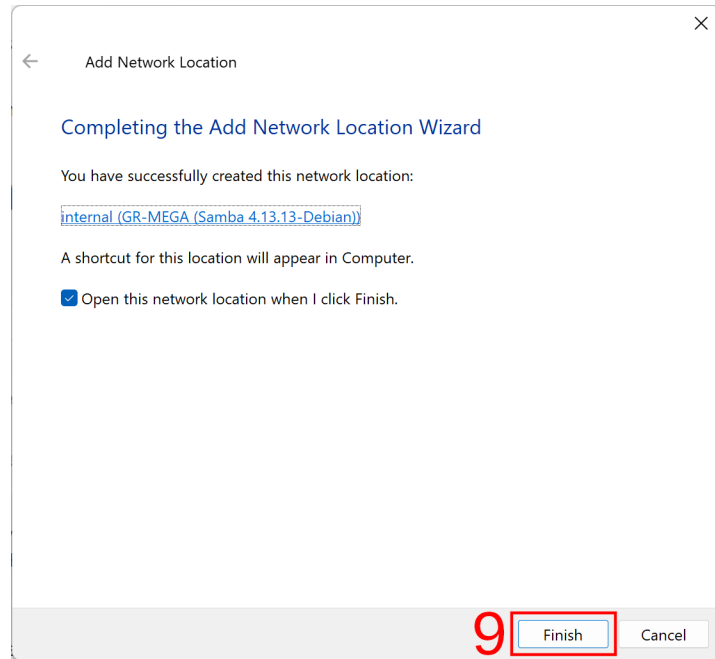 Add Network Location
Completing the Add Network Location Wizard
You have successfully created this network location:
internal (GR-MEGA (Samba 4.13.13-Debian))
A shortcut for this location will appear in Computer.
Open this network location when I click Finish.
9 Finish Cancel